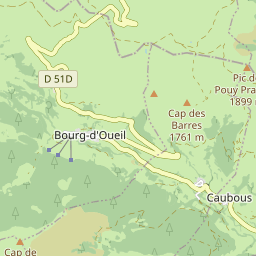 D 51D
Pic de
Pouy Pra
1899 m
Cap des
Barres
1761 m
Bourg-d'Oueil
Caubous
Cap de